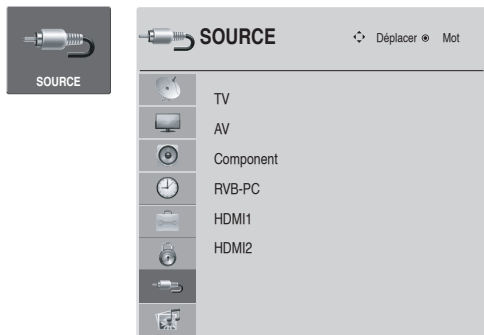 SOURCE
SOURCE Déplacer Mot
TV
AV
Component
RVB-PC
HDMI1
HDMI2